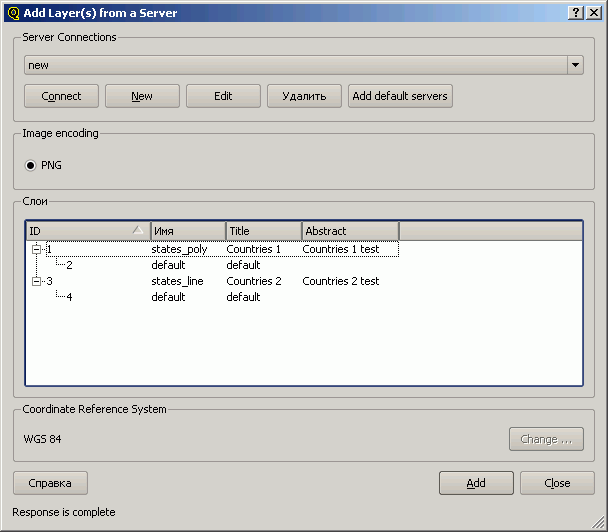 Add Layer(s) from a Server
Server Connections
new
Connect New Edit Удалить Add default servers
Image encoding
PNG
Слои
ID Имя Title Abstract
1 states_poly Countries 1 Countries 1 test
2 default default
3 states_line Countries 2 Countries 2 test
4 default default
Coordinate Reference System
WGS 84 Change ...
Справка Add Close
Response is complete